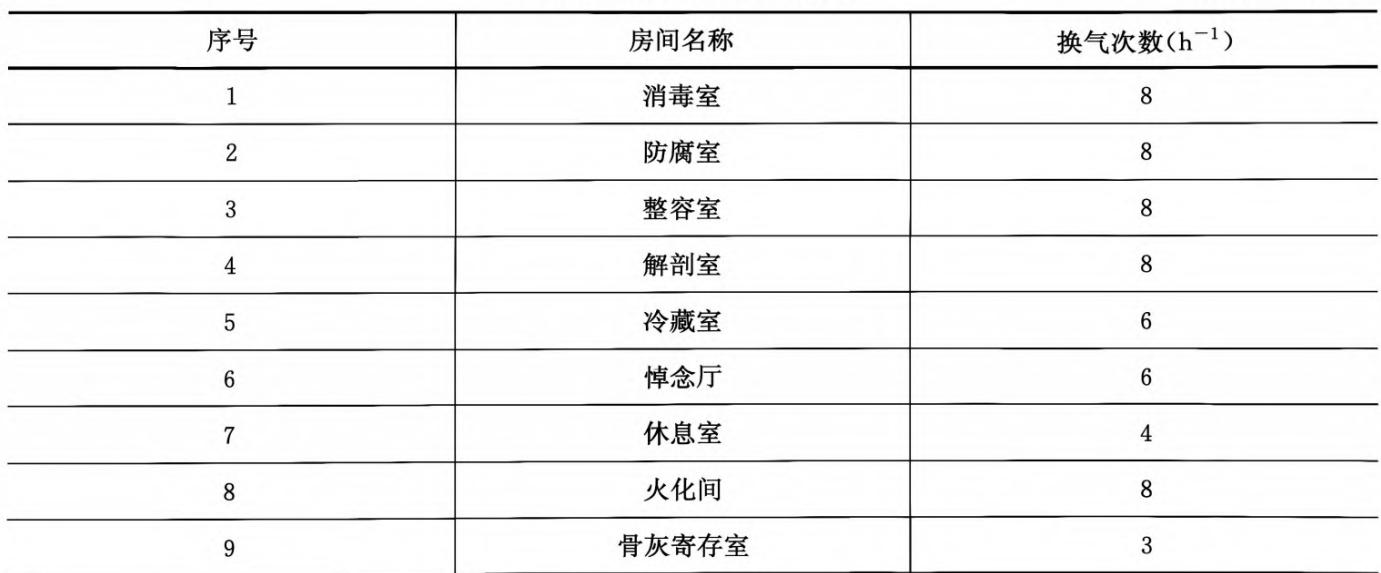 序号 房间名称 换气次数(h⁻¹)
1 消毒室 8
2 防腐室 8
3 整容室 8
4 解剖室 8
5 冷藏室 6
6 悼念厅 6
7 休息室 4
8 火化间 8
9 骨灰寄存室 3